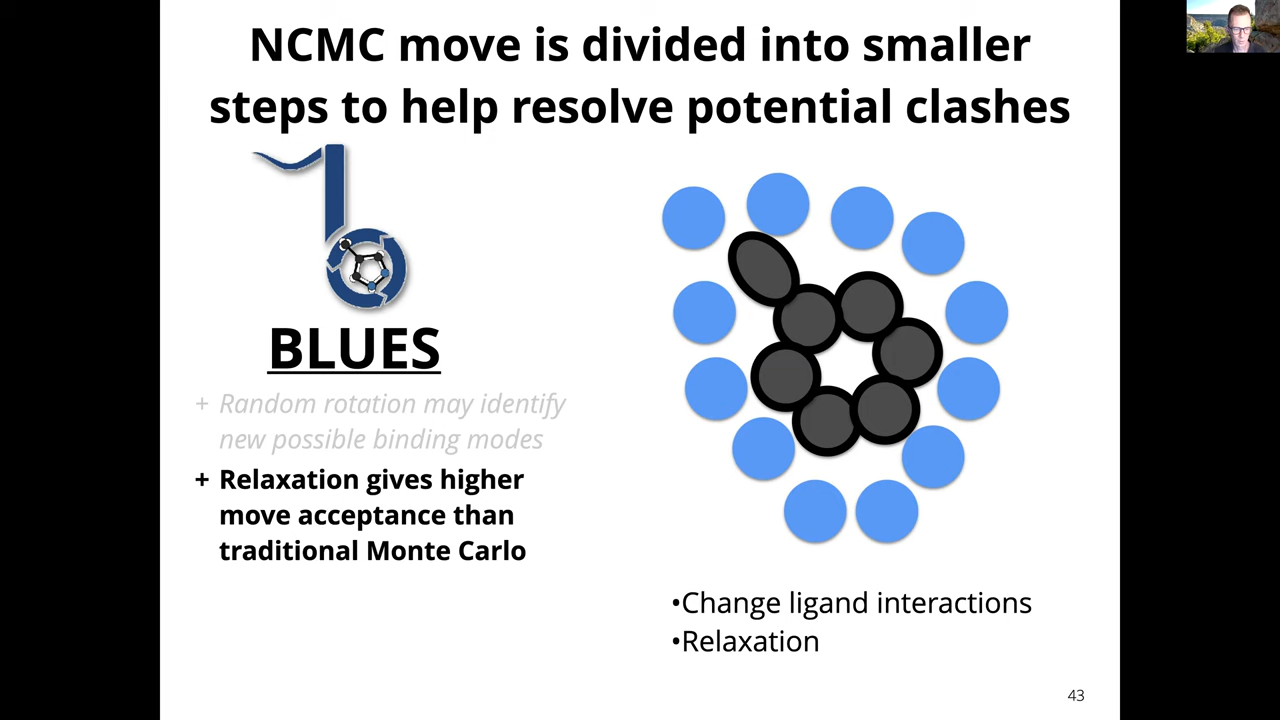 NCMC move is divided into smaller
steps to help resolve potential clashes
BLUES
+ Random rotation may identify
new possible binding modes
+ Relaxation gives higher
move acceptance than
traditional Monte Carlo
•Change ligand interactions
•Relaxation
43